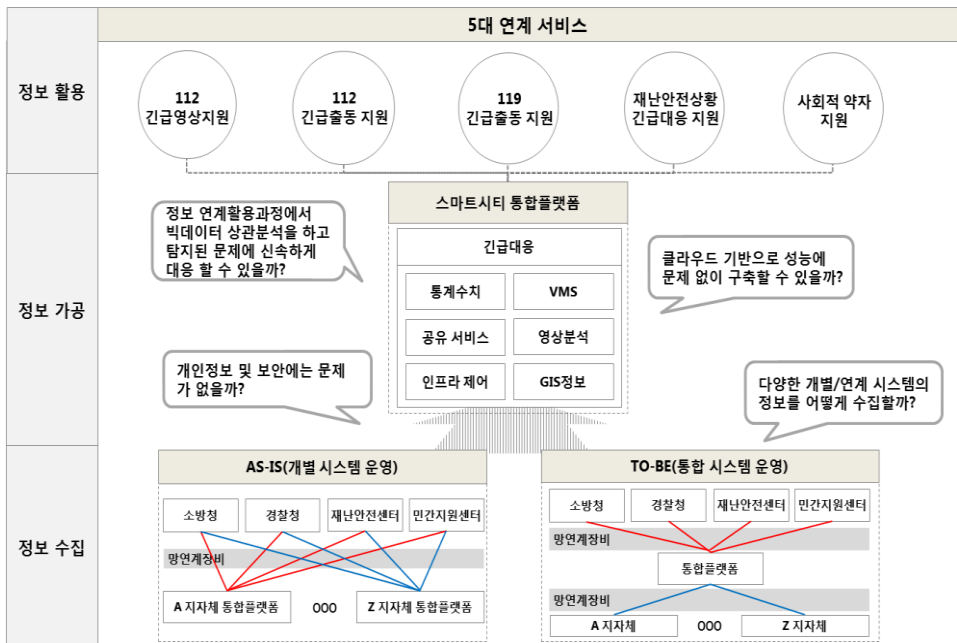 5대 연계 서비스
정보 활용
112
긴급영상지원
112
긴급출동 지원
119
긴급출동 지원
재난안전상황
긴급대응 지원
사회적 약자
지원
정보 가공
스마트시티 통합플랫폼
긴급대응
통계수치
VMS
공유 서비스
영상분석
인프라 제어
GIS정보
정보 연계활용과정에서
빅데이터 상관분석을 하고
탐지된 문제에 신속하게
대응 할 수 있을까?
클라우드 기반으로 성능에
문제 없이 구축할 수 있을까?
개인정보 및 보안에는 문제
가 없을까?
다양한 개별/연계 시스템의
정보를 어떻게 수집할까?
정보 수집
AS-IS(개별 시스템 운영)
소방청
경찰청
재난안전센터
민간지원센터
망연계장비
A 지자체 통합플랫폼
OOO
Z 지자체 통합플랫폼
TO-BE(통합 시스템 운영)
소방청
경찰청
재난안전센터
민간지원센터
망연계장비
통합플랫폼
망연계장비
A 지자체
OOO
Z 지자체